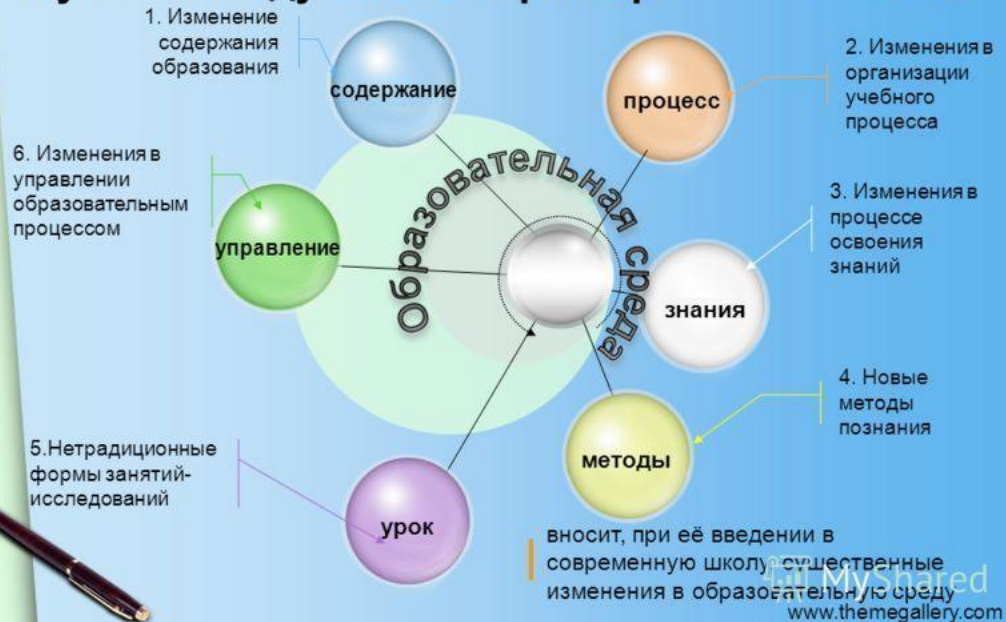 1. Изменение
содержания
образования
содержание
процесс
2. Изменения в
организации
учебного
процесса
6. Изменения в
управлении
образовательным
процессом
управление
Образовательная среда
3. Изменения в
процессе
освоения
знаний
знания
4. Новые
методы
познания
методы
5.Нетрадиционные
формы занятий-
исследований
урок
вносит, при её введении в
современную школу, существенные
изменения в образовательную среду
MyShared
www.themegallery.com